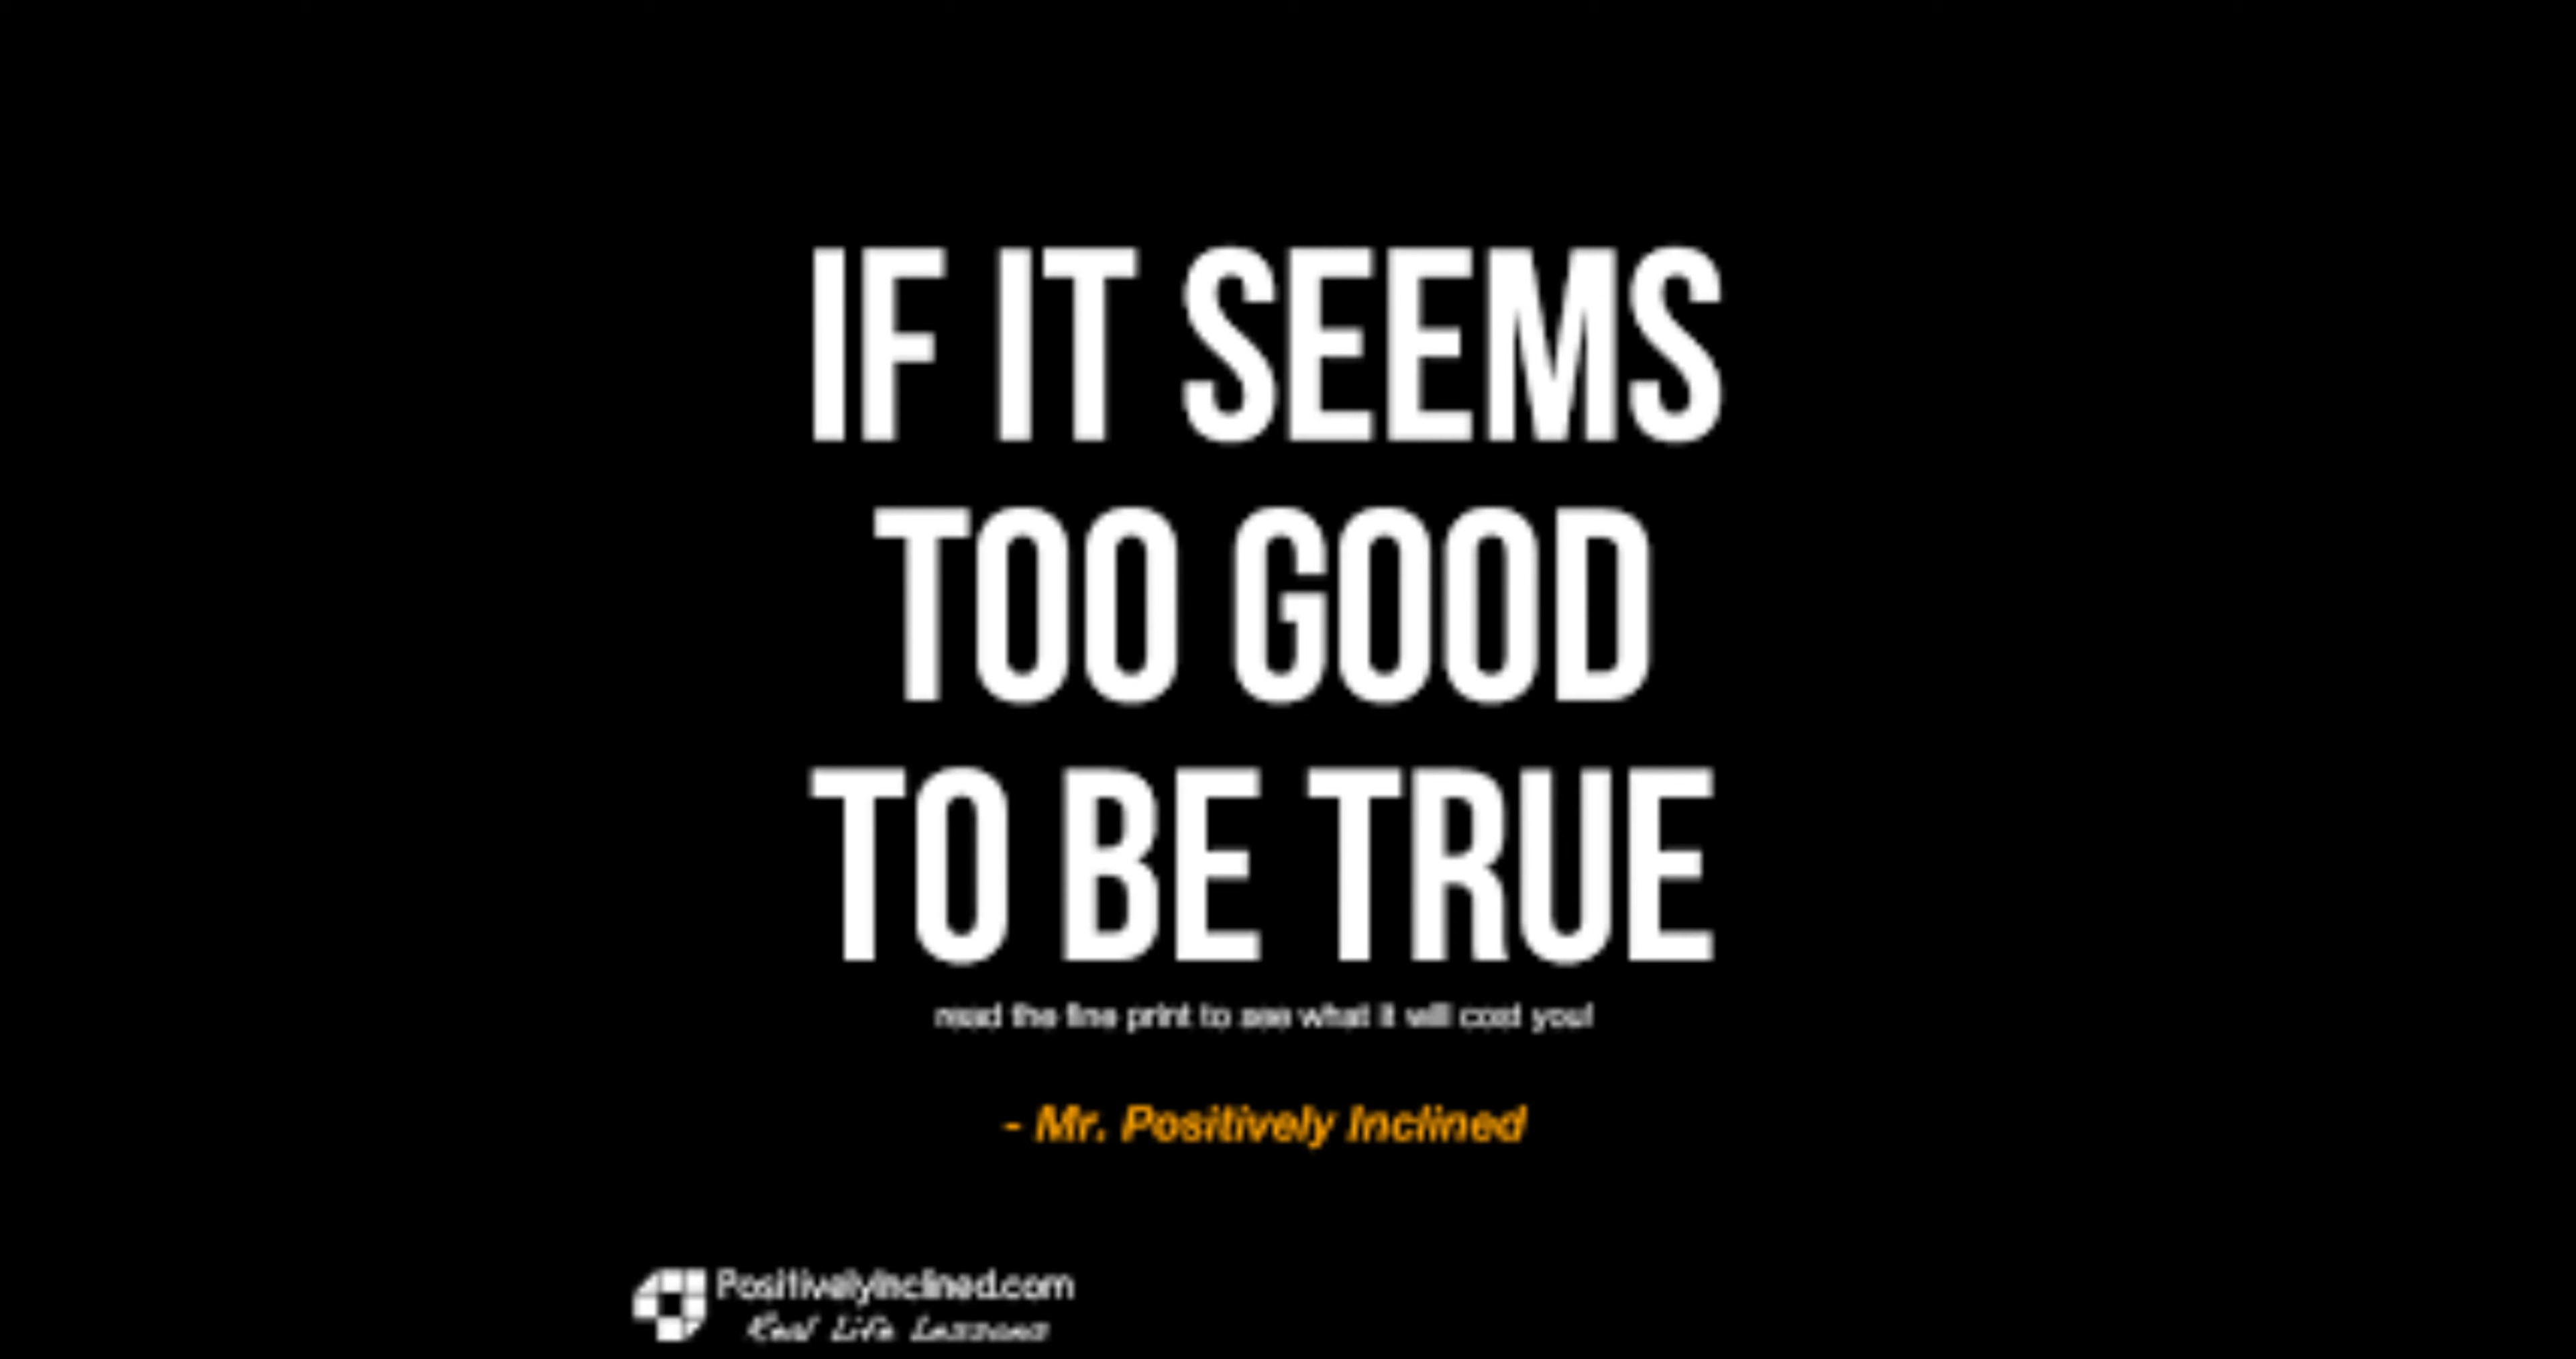 IF IT SEEMS
TOO GOOD
TO BE TRUE
read the fine print to see what it will cost you!
- Mr. Positively Inclined
PositivelyInclined.com
Real Life Lessons